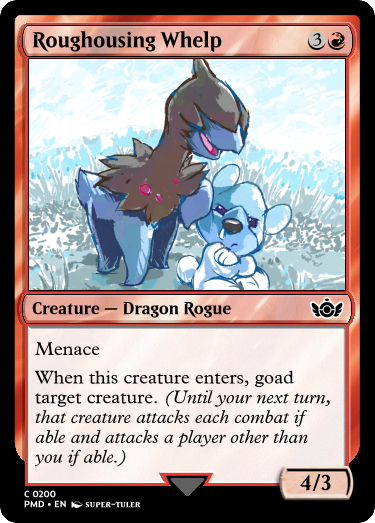 Roughousing Whelp 3
Creature — Dragon Rogue
Menace
When this creature enters, goad
target creature. (Until your next turn,
that creature attacks each combat if
able and attacks a player other than
you if able.)
4/3
C 0200
PMD • EN SUPER-TULER